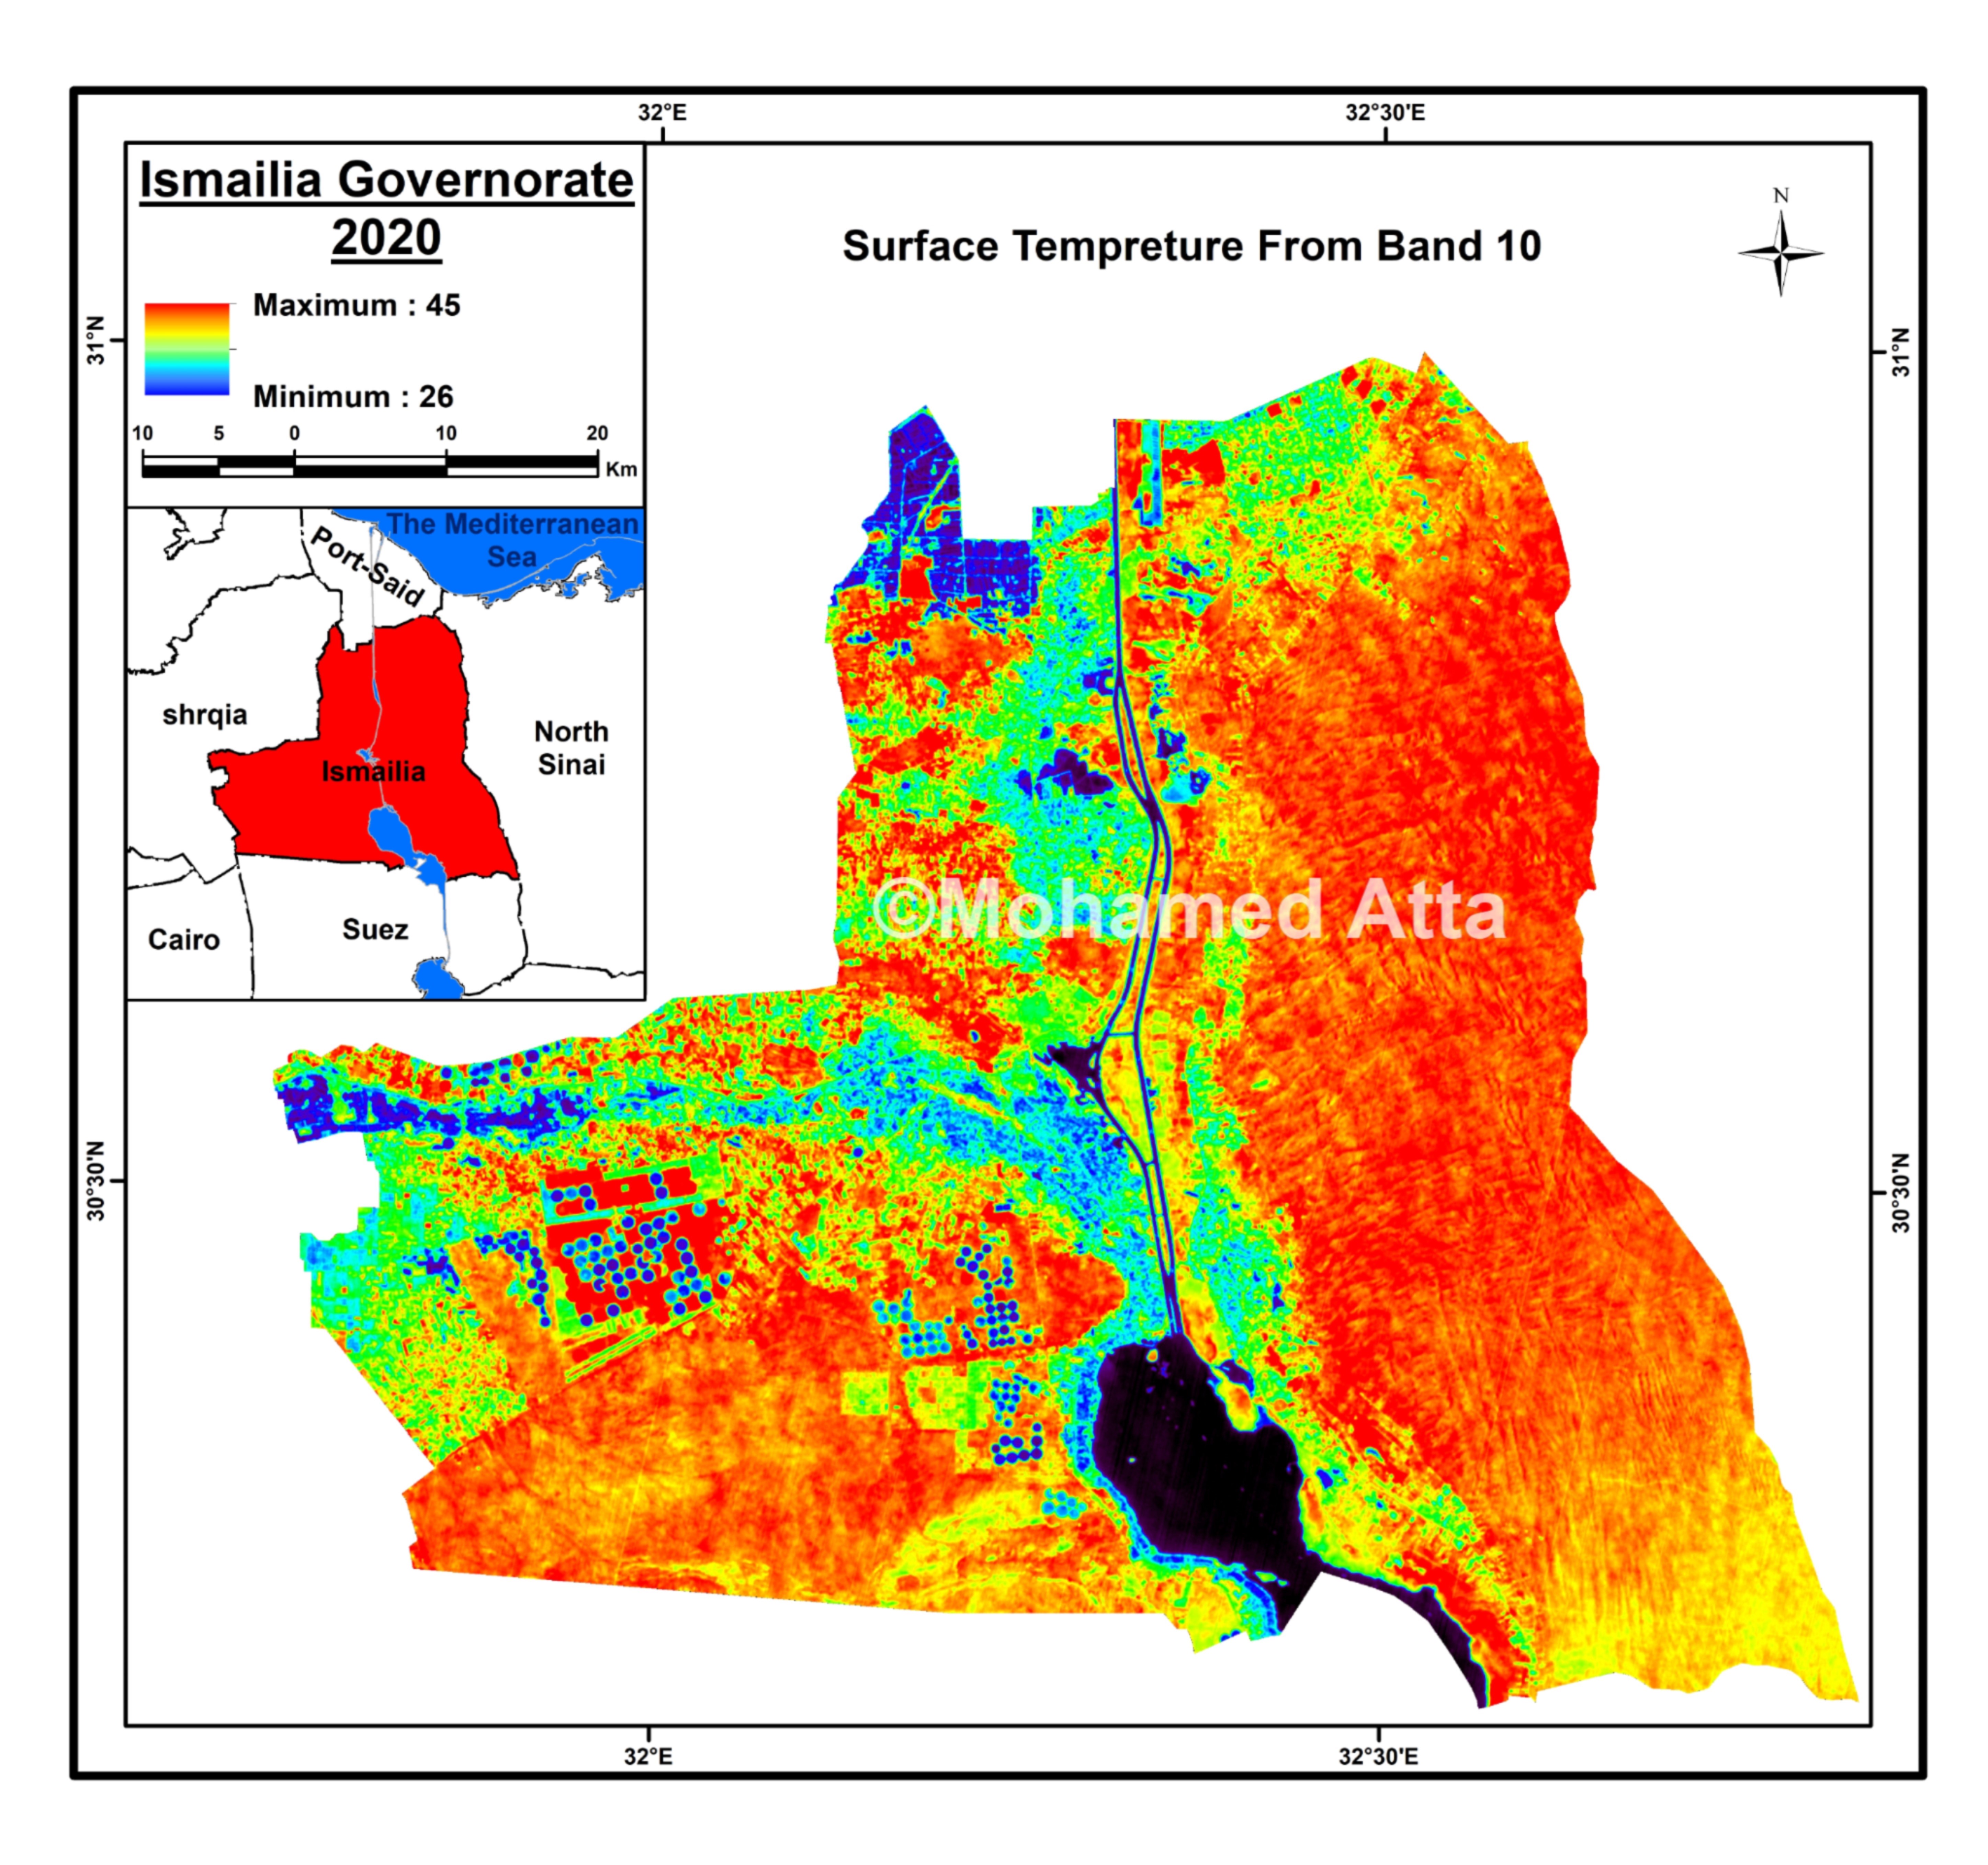 32°E
32°30'E
Ismailia Governorate
2020
Maximum : 45
Minimum : 26
10 5 0 10 20
Km
Surface Tempreture From Band 10
N
31°N
31°N
The Mediterranean
Sea
Port-Said
shrqia
North
Sinai
Ismailia
Cairo
Suez
©Mohamed Atta
30°30'N
30°30'N
32°E
32°30'E